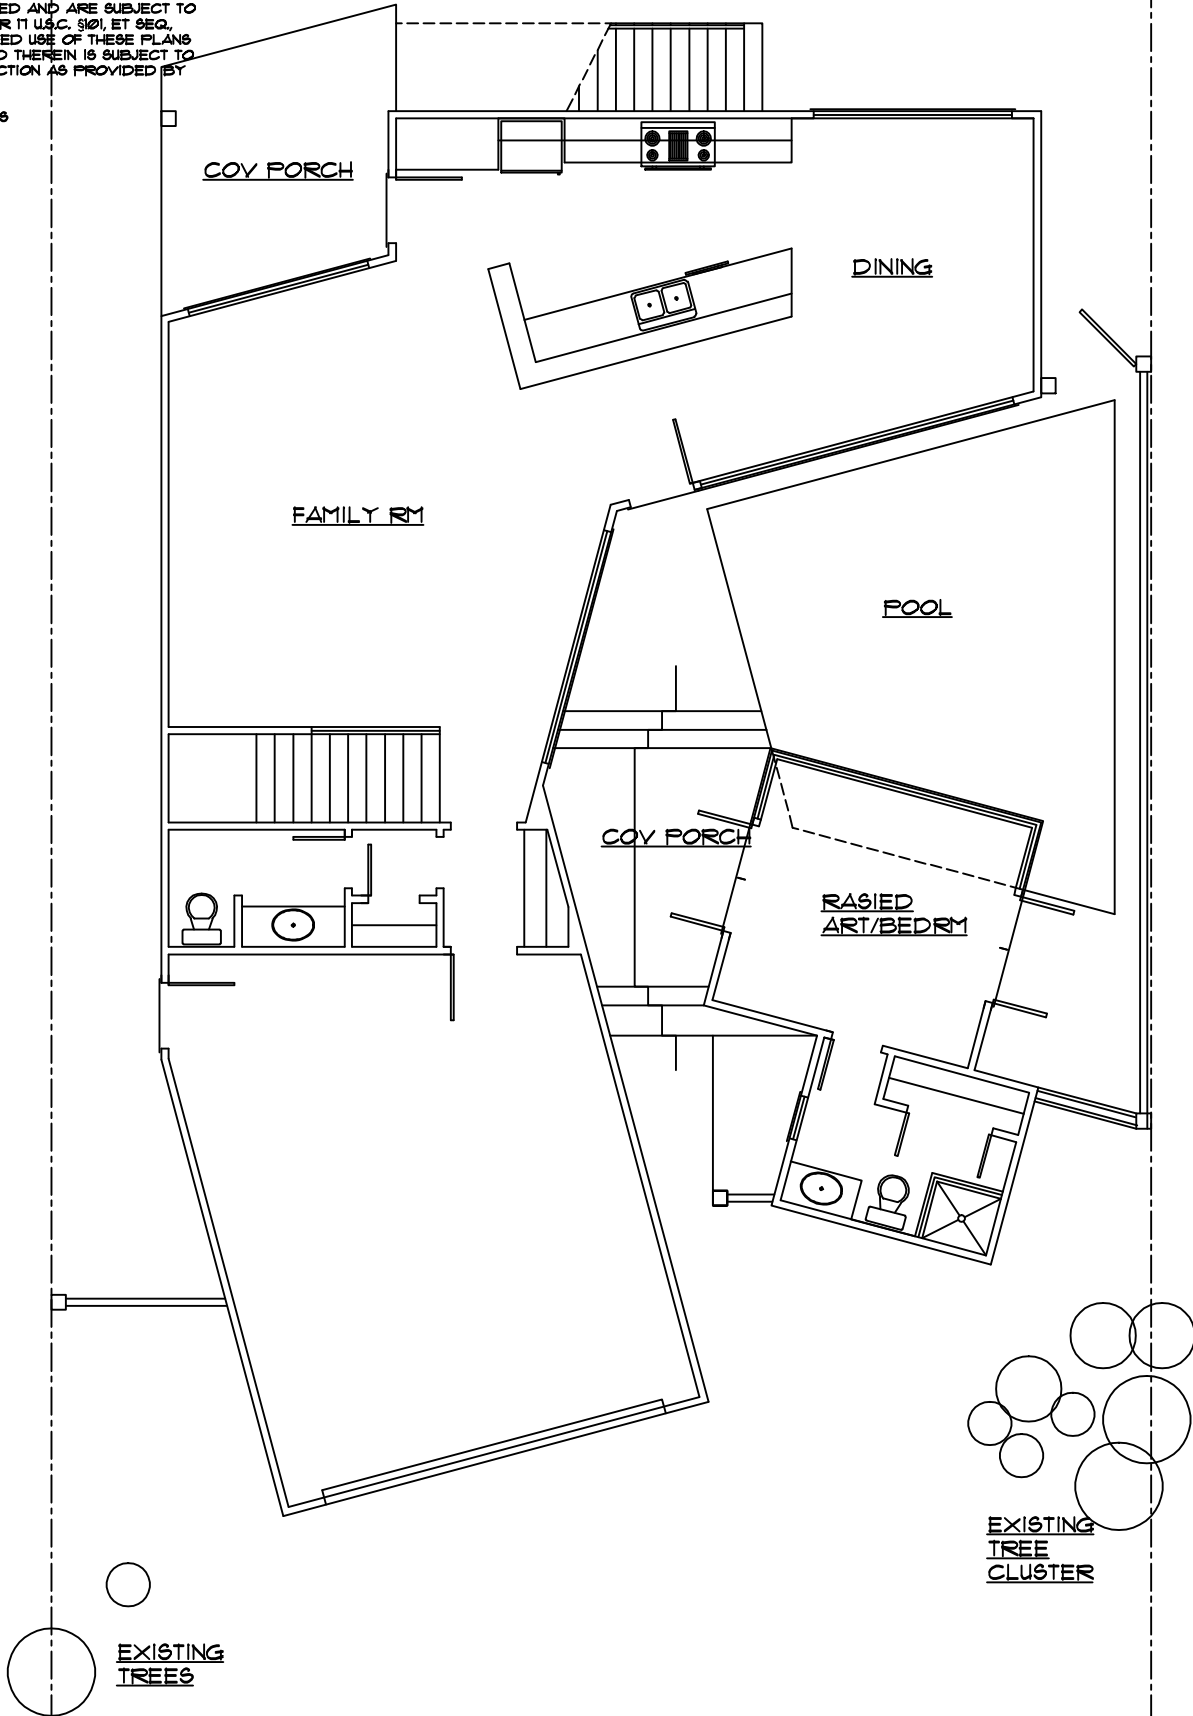 ED AND ARE SUBJECT TO
R 17 U.S.C. §101, ET SEQ.,
ED USE OF THESE PLANS
D THEREIN IS SUBJECT TO
CTION AS PROVIDED BY
S
COV PORCH
DINING
FAMILY RM
POOL
COV PORCH
RASIED
ART/BEDRM
EXISTING
TREE
CLUSTER
EXISTING
TREES